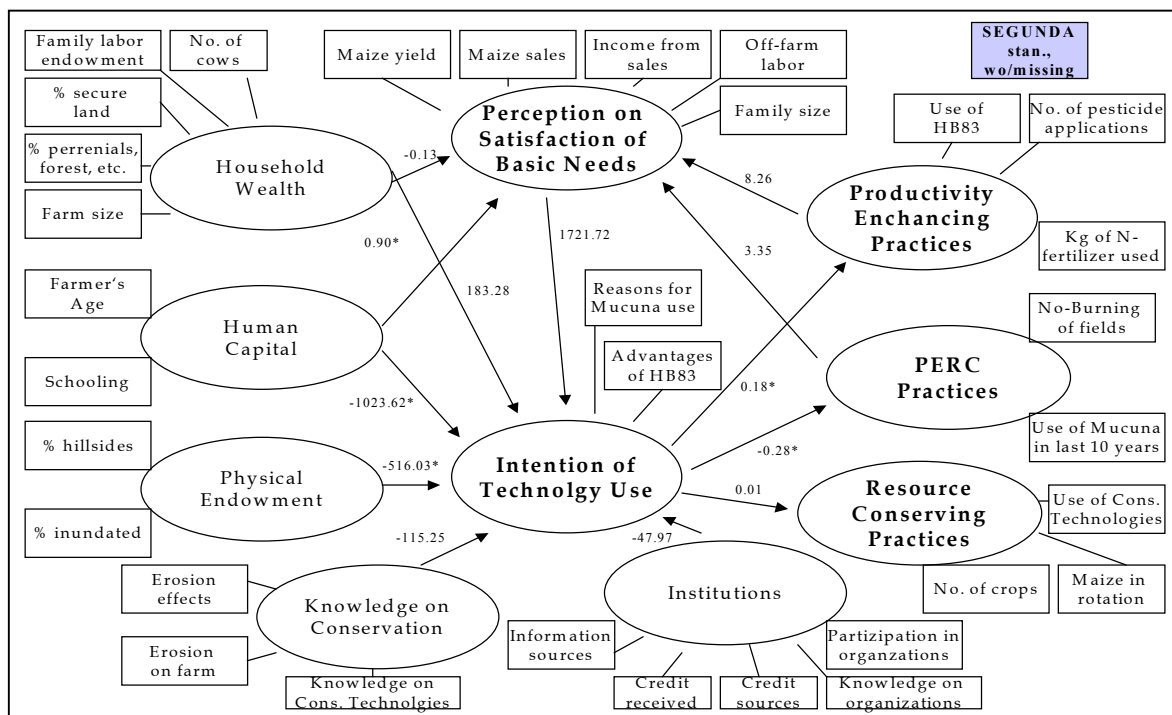 Family labor
endowment
No. of
cows
Maize yield
Maize sales
Income from
sales
Off-farm
labor
SEGUNDA
stan.,
wo/missing
% secure
land
Perception on
Satisfaction of
Basic Needs
Family size
Use of
HB83
No. of pesticide
applications
% perrenials,
forest, etc.
Household
Wealth
-0.13
8.26
Productivity
Enchancing
Practices
Farm size
0.90*
1721.72
3.35
Kg of N-
fertilizer used
Farmer's
Age
183.28
Reasons for
Mucuna use
No-Burning
of fields
Human
Capital
Advantages
of HB83
PERC
Practices
Schooling
-1023.62*
0.18*
% hillsides
Physical
Endowment
-516.03*
Intention of
Technolgy Use
-0.28*
Use of Mucuna
in last 10 years
0.01
Resource
Conserving
Practices
Use of Cons.
Technologies
% inundated
-115.25
-47.97
Erosion
effects
Knowledge on
Conservation
Institutions
No. of crops
Maize in
rotation
Erosion
on farm
Information
sources
Partizipation in
organzations
Knowledge on
Cons. Technolgies
Credit
received
Credit
sources
Knowledge on
organizations